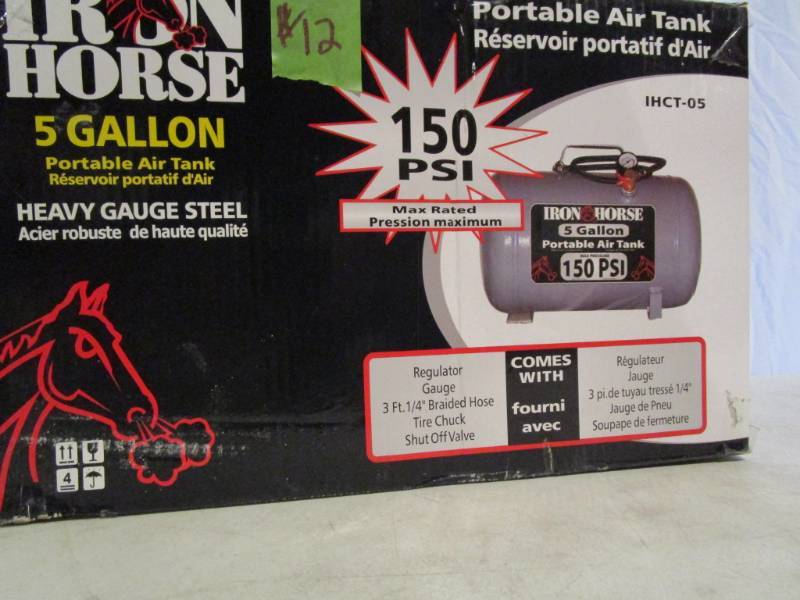 IRON
HORSE
5 GALLON
Portable Air Tank
Réservoir portatif d'Air
HEAVY GAUGE STEEL
Acier robuste de haute qualité
#12
150
PSI
Max Rated
Pression maximum
Portable Air Tank
Réservoir portatif d'Air
IHCT-05
IRON HORSE
5 Gallon
Portable Air Tank
150 PSI
Regulator
Gauge
3 Ft.1/4" Braided Hose
Tire Chuck
Shut Off Valve
COMES
WITH
fourni
avec
Régulateur
Jauge
3 pi.de tuyau tressé 1/4"
Jauge de Pneu
Soupape de fermeture
4